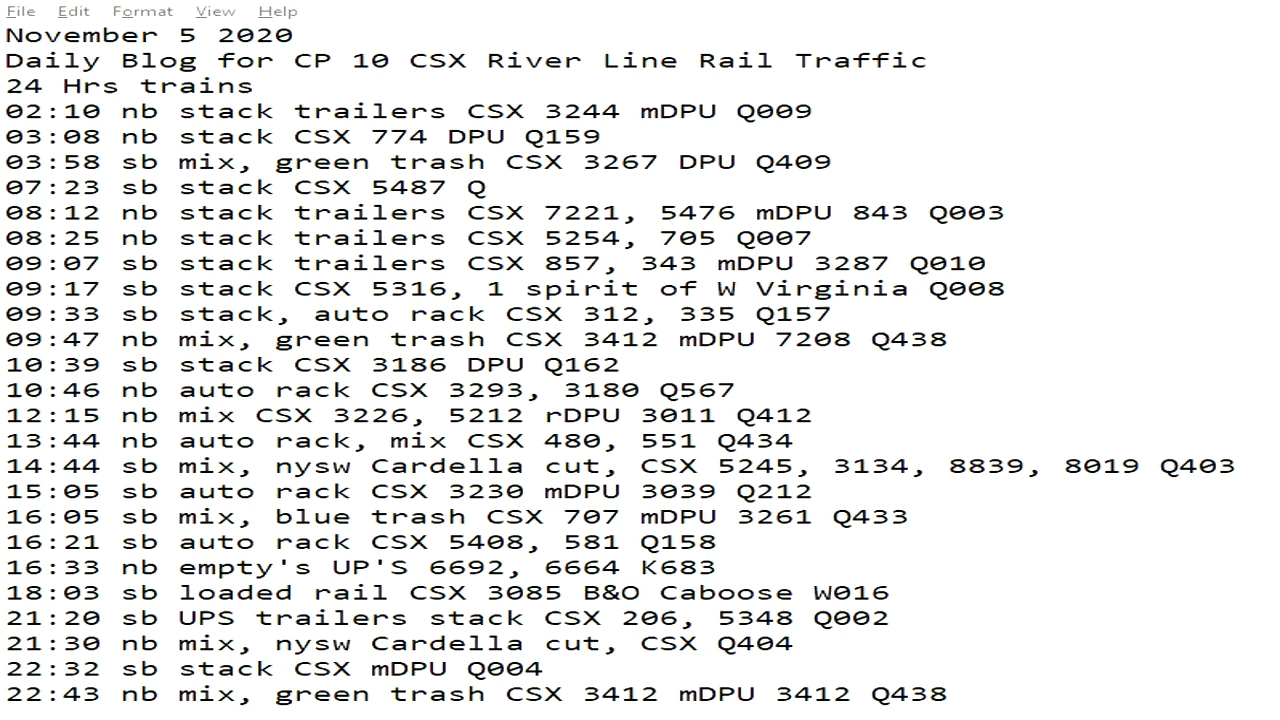 File Edit Format View Help
November 5 2020
Daily Blog for CP 10 CSX River Line Rail Traffic
24 Hrs trains
02:10 nb stack trailers CSX 3244 mDPU Q009
03:08 nb stack CSX 774 DPU Q159
03:58 sb mix, green trash CSX 3267 DPU Q409
07:23 sb stack CSX 5487 Q
08:12 nb stack trailers CSX 7221, 5476 mDPU 843 Q003
08:25 nb stack trailers CSX 5254, 705 Q007
09:07 sb stack trailers CSX 857, 343 mDPU 3287 Q010
09:17 sb stack CSX 5316, 1 spirit of W Virginia Q008
09:33 sb stack, auto rack CSX 312, 335 Q157
09:47 nb mix, green trash CSX 3412 mDPU 7208 Q438
10:39 sb stack CSX 3186 DPU Q162
10:46 nb auto rack CSX 3293, 3180 Q567
12:15 nb mix CSX 3226, 5212 rDPU 3011 Q412
13:44 nb auto rack, mix CSX 480, 551 Q434
14:44 sb mix, nysw Cardella cut, CSX 5245, 3134, 8839, 8019 Q403
15:05 sb auto rack CSX 3230 mDPU 3039 Q212
16:05 sb mix, blue trash CSX 707 mDPU 3261 Q433
16:21 sb auto rack CSX 5408, 581 Q158
16:33 nb empty's UP'S 6692, 6664 K683
18:03 sb loaded rail CSX 3085 B&O Caboose W016
21:20 sb UPS trailers stack CSX 206, 5348 Q002
21:30 nb mix, nysw Cardella cut, CSX Q404
22:32 sb stack CSX mDPU Q004
22:43 nb mix, green trash CSX 3412 mDPU 3412 Q438